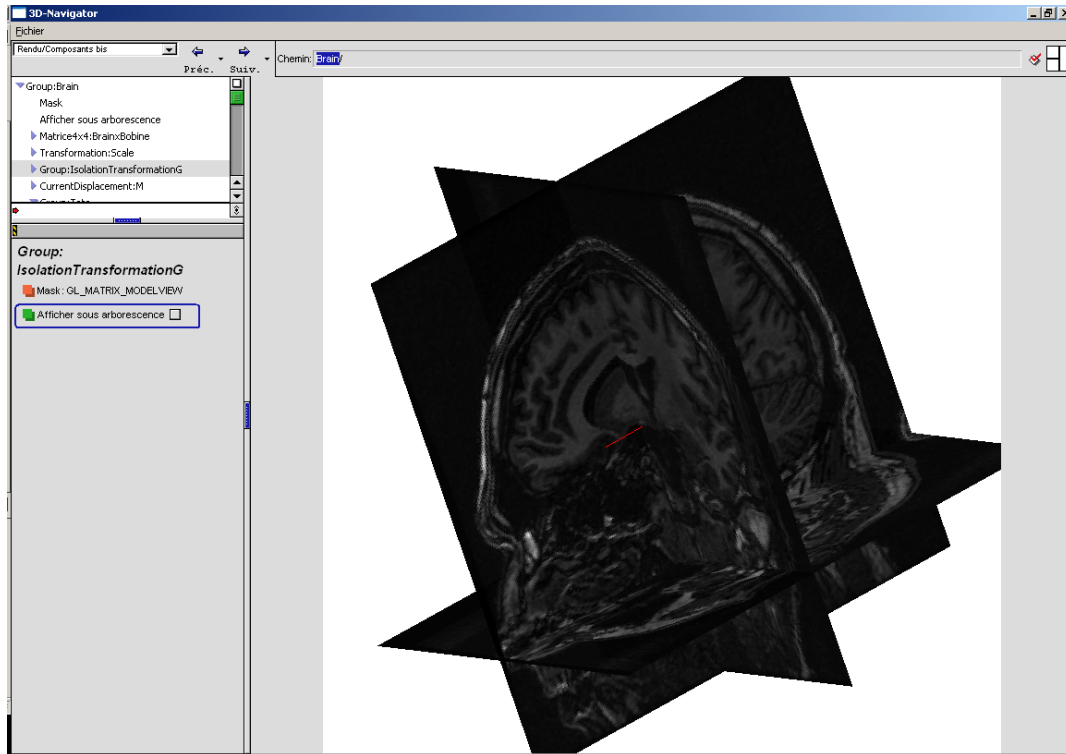 3D-Navigator
Fichier
Rendu/Composants bis
Préc.
Suiv.
Chemin: Brain/
Group:Brain
Mask
Afficher sous arborescence
Matrice4x4:BrainxBobine
Transformation:Scale
Group:IsolationTransformationG
CurrentDisplacement:M
Group:
IsolationTransformationG
Mask: GL_MATRIX_MODELVIEW
Afficher sous arborescence